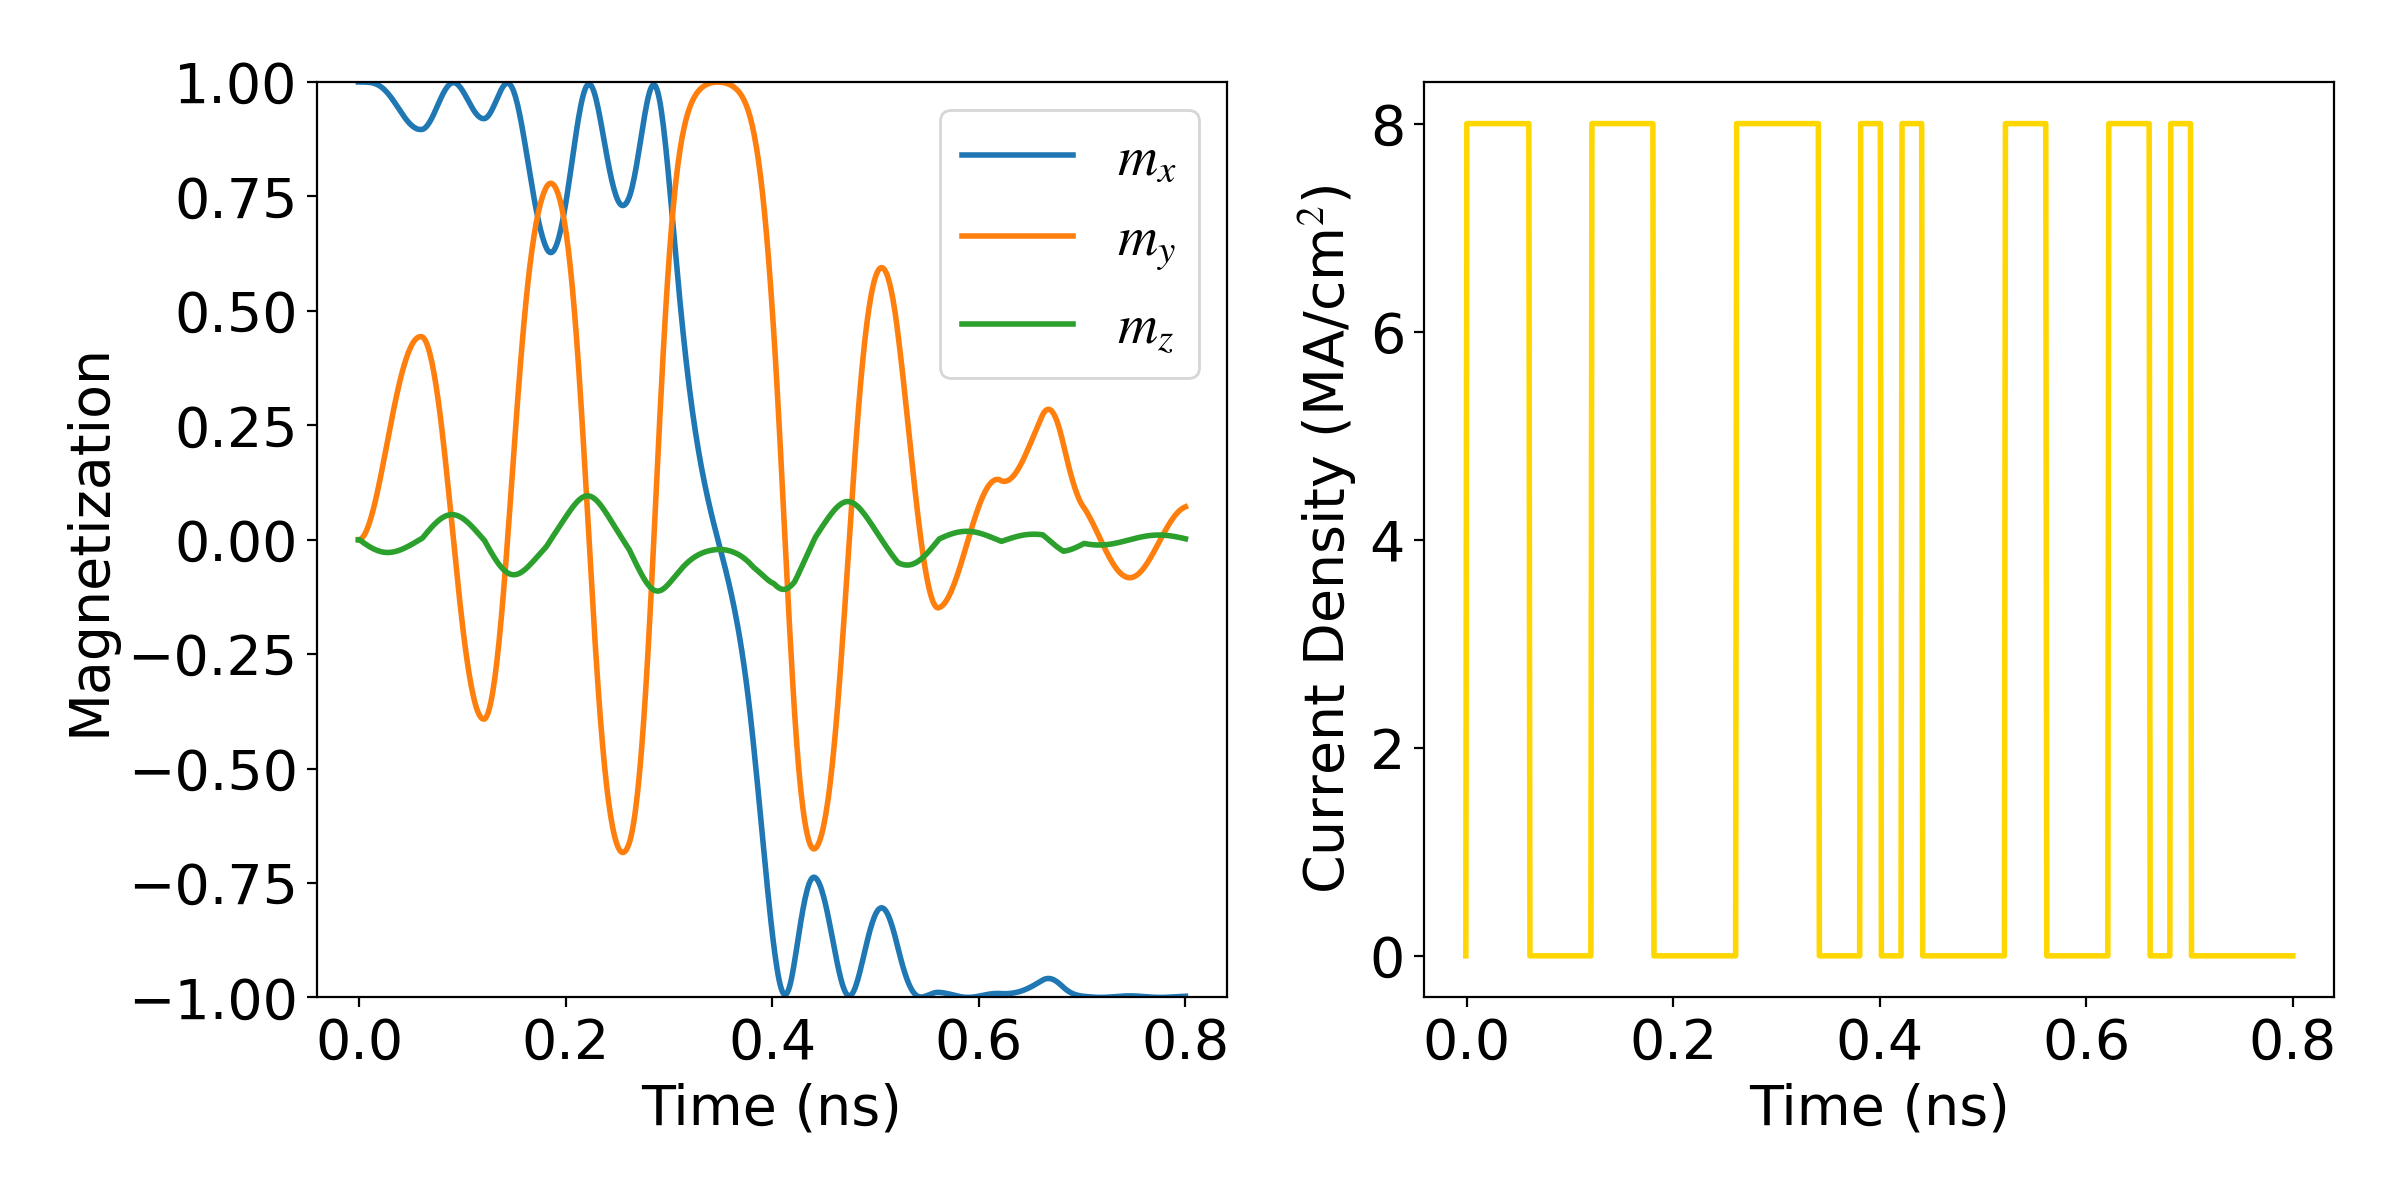 Magnetization
1.00
0.75
0.50
0.25
0.00
−0.25
−0.50
−0.75
−1.00
0.0 0.2 0.4 0.6 0.8
Time (ns)
m_x
m_y
m_z
Current Density (MA/cm²)
8
6
4
2
0
0.0 0.2 0.4 0.6 0.8
Time (ns)